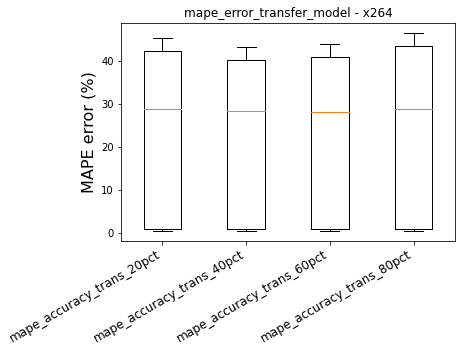 mape_error_transfer_model - x264
MAPE error (%)
40
30
20
10
0
mape_accuracy_trans_20pct
mape_accuracy_trans_40pct
mape_accuracy_trans_60pct
mape_accuracy_trans_80pct